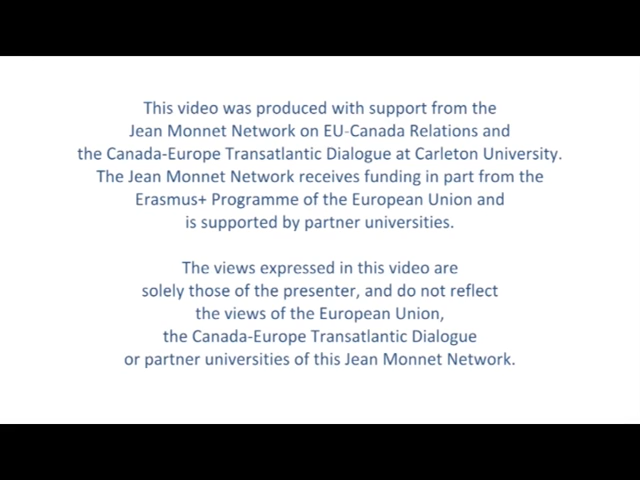 This video was produced with support from the
Jean Monnet Network on EU-Canada Relations and
the Canada-Europe Transatlantic Dialogue at Carleton University.
The Jean Monnet Network receives funding in part from the
Erasmus+ Programme of the European Union and
is supported by partner universities.
The views expressed in this video are
solely those of the presenter, and do not reflect
the views of the European Union,
the Canada-Europe Transatlantic Dialogue
or partner universities of this Jean Monnet Network.